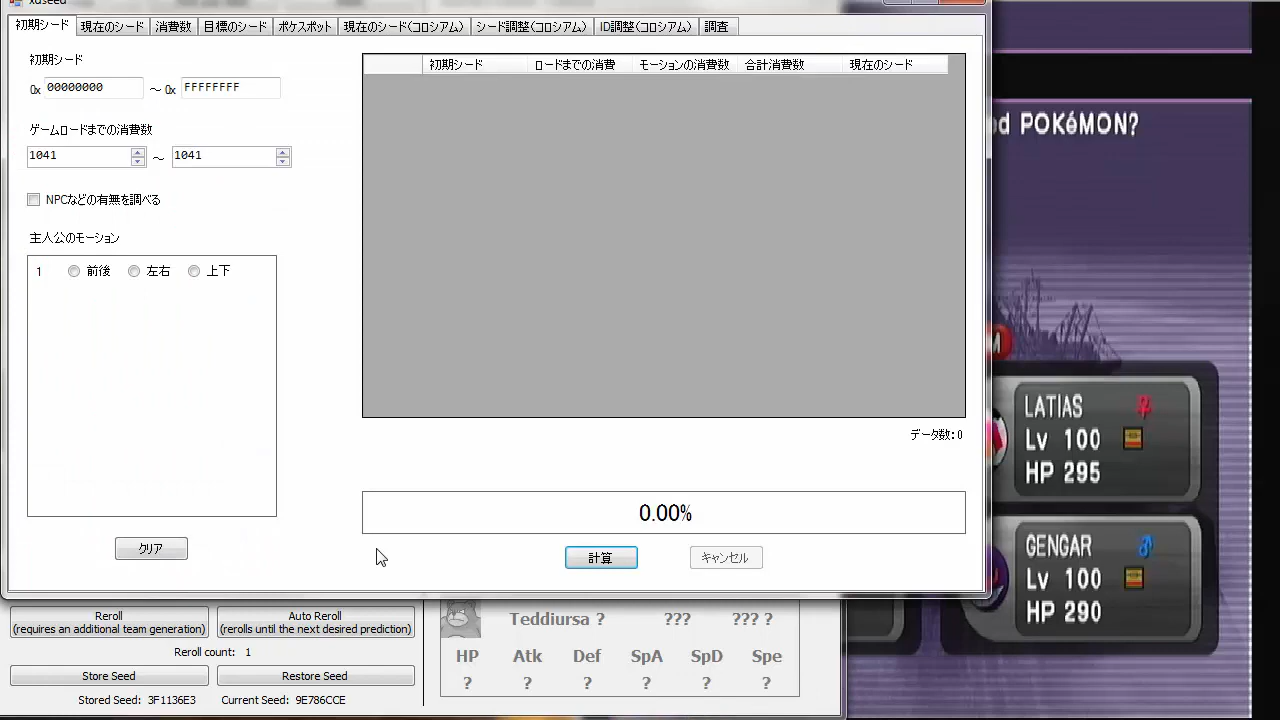 xdseed
初期シード 現在のシード 消費数 目標のシード ポケスポット 現在のシード(コロシアム) シード調整(コロシアム) ID調整(コロシアム) 調査
初期シード
0x 00000000 ～ 0x FFFFFFFF
ゲームロードまでの消費数
1041 ～ 1041
NPCなどの有無を調べる
主人公のモーション
1 前後 左右 上下
クリア
初期シード ロードまでの消費 モーションの消費数 合計消費数 現在のシード
データ数：0
0.00%
計算 キャンセル
od POKéMON?
M
LATIAS ♀
Lv 100
HP 295
GENGAR ♂
Lv 100
HP 290
Reroll
(requires an additional team generation)
Auto Reroll
(rerolls until the next desired prediction)
Reroll count: 1
Store Seed Restore Seed
Stored Seed: 3F1136E3 Current Seed: 9E786CCE
Teddiursa ? ??? ??? ?
HP Atk Def SpA SpD Spe
? ? ? ? ? ?